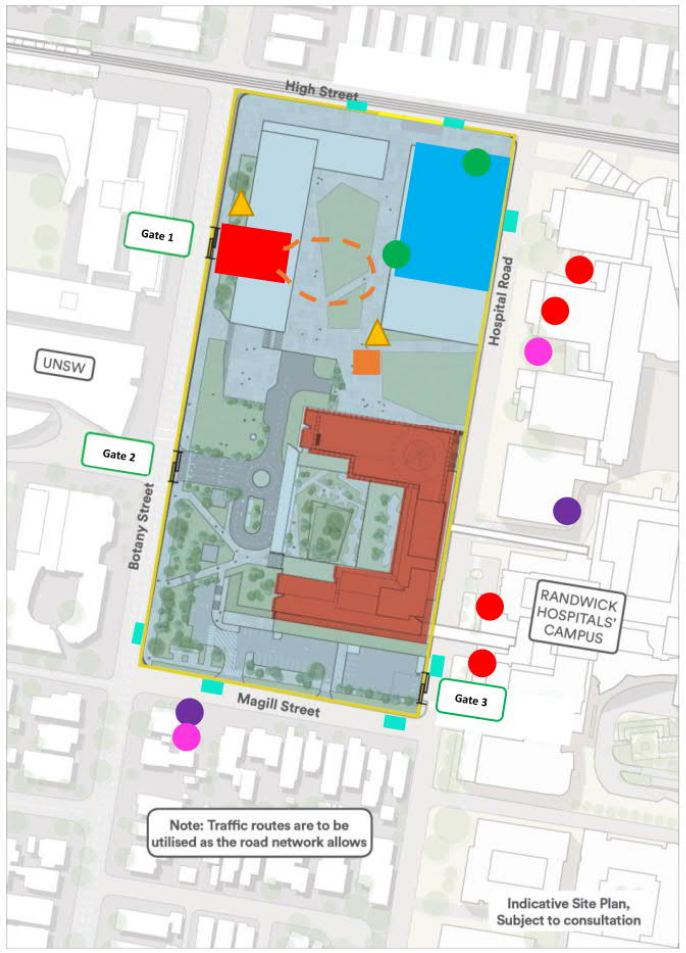 High Street
Gate 1
Hospital Road
UNSW
Gate 2
Botany Street
RANDWICK
HOSPITALS'
CAMPUS
Gate 3
Magill Street
Note: Traffic routes are to be
utilised as the road network allows
Indicative Site Plan,
Subject to consultation